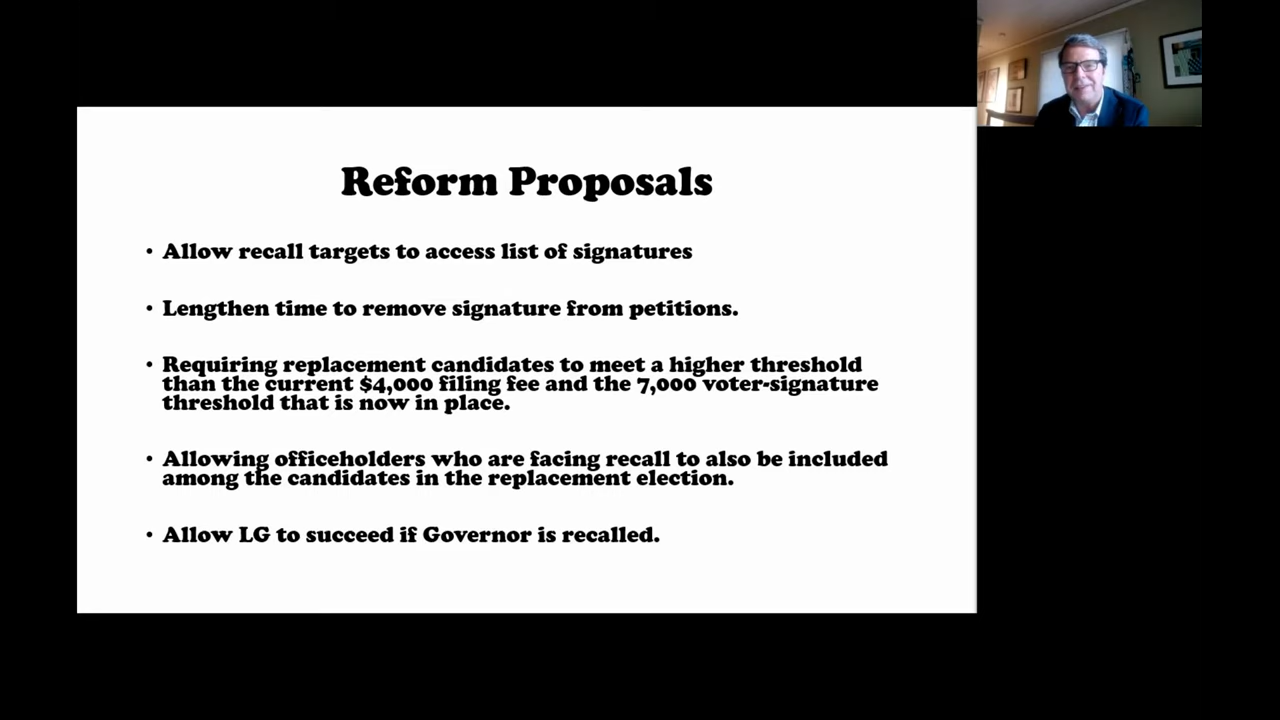 Reform Proposals
• Allow recall targets to access list of signatures
• Lengthen time to remove signature from petitions.
• Requiring replacement candidates to meet a higher threshold
than the current $4,000 filing fee and the 7,000 voter-signature
threshold that is now in place.
• Allowing officeholders who are facing recall to also be included
among the candidates in the replacement election.
• Allow LG to succeed if Governor is recalled.